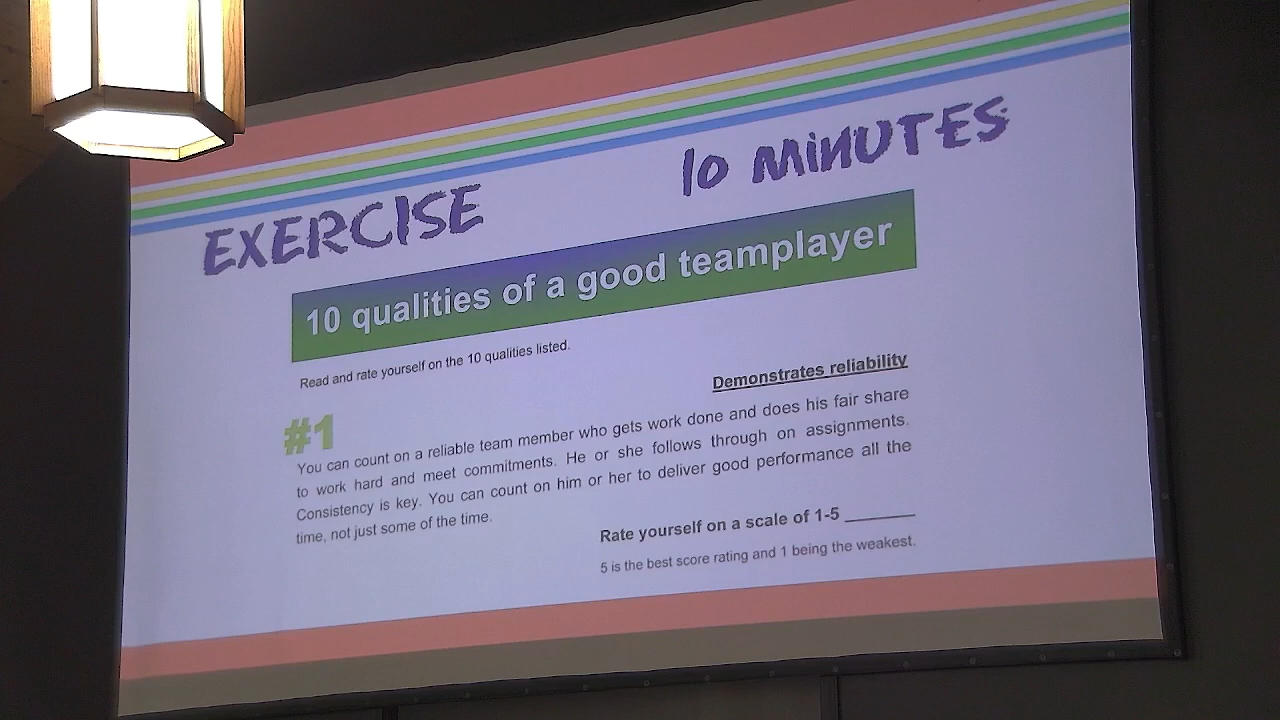 EXERCISE
10 MINUTES
10 qualities of a good teamplayer
Read and rate yourself on the 10 qualities listed.
Demonstrates reliability
#1
You can count on a reliable team member who gets work done and does his fair share
to work hard and meet commitments. He or she follows through on assignments.
Consistency is key. You can count on him or her to deliver good performance all the
time, not just some of the time.
Rate yourself on a scale of 1-5 ______
5 is the best score rating and 1 being the weakest.